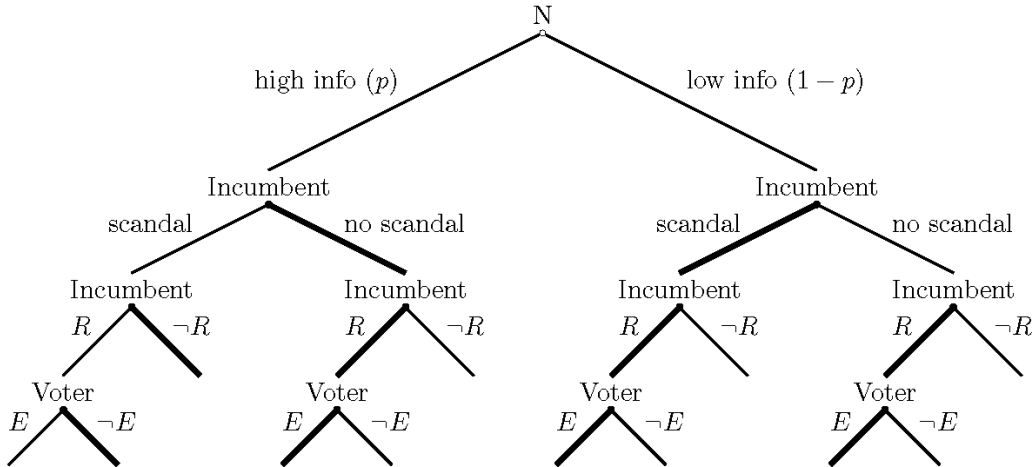 N
high info (p)
low info (1 − p)
Incumbent
Incumbent
scandal
no scandal
scandal
no scandal
Incumbent
Incumbent
Incumbent
Incumbent
R
¬R
R
¬R
R
¬R
R
¬R
Voter
Voter
Voter
Voter
E
¬E
E
¬E
E
¬E
E
¬E